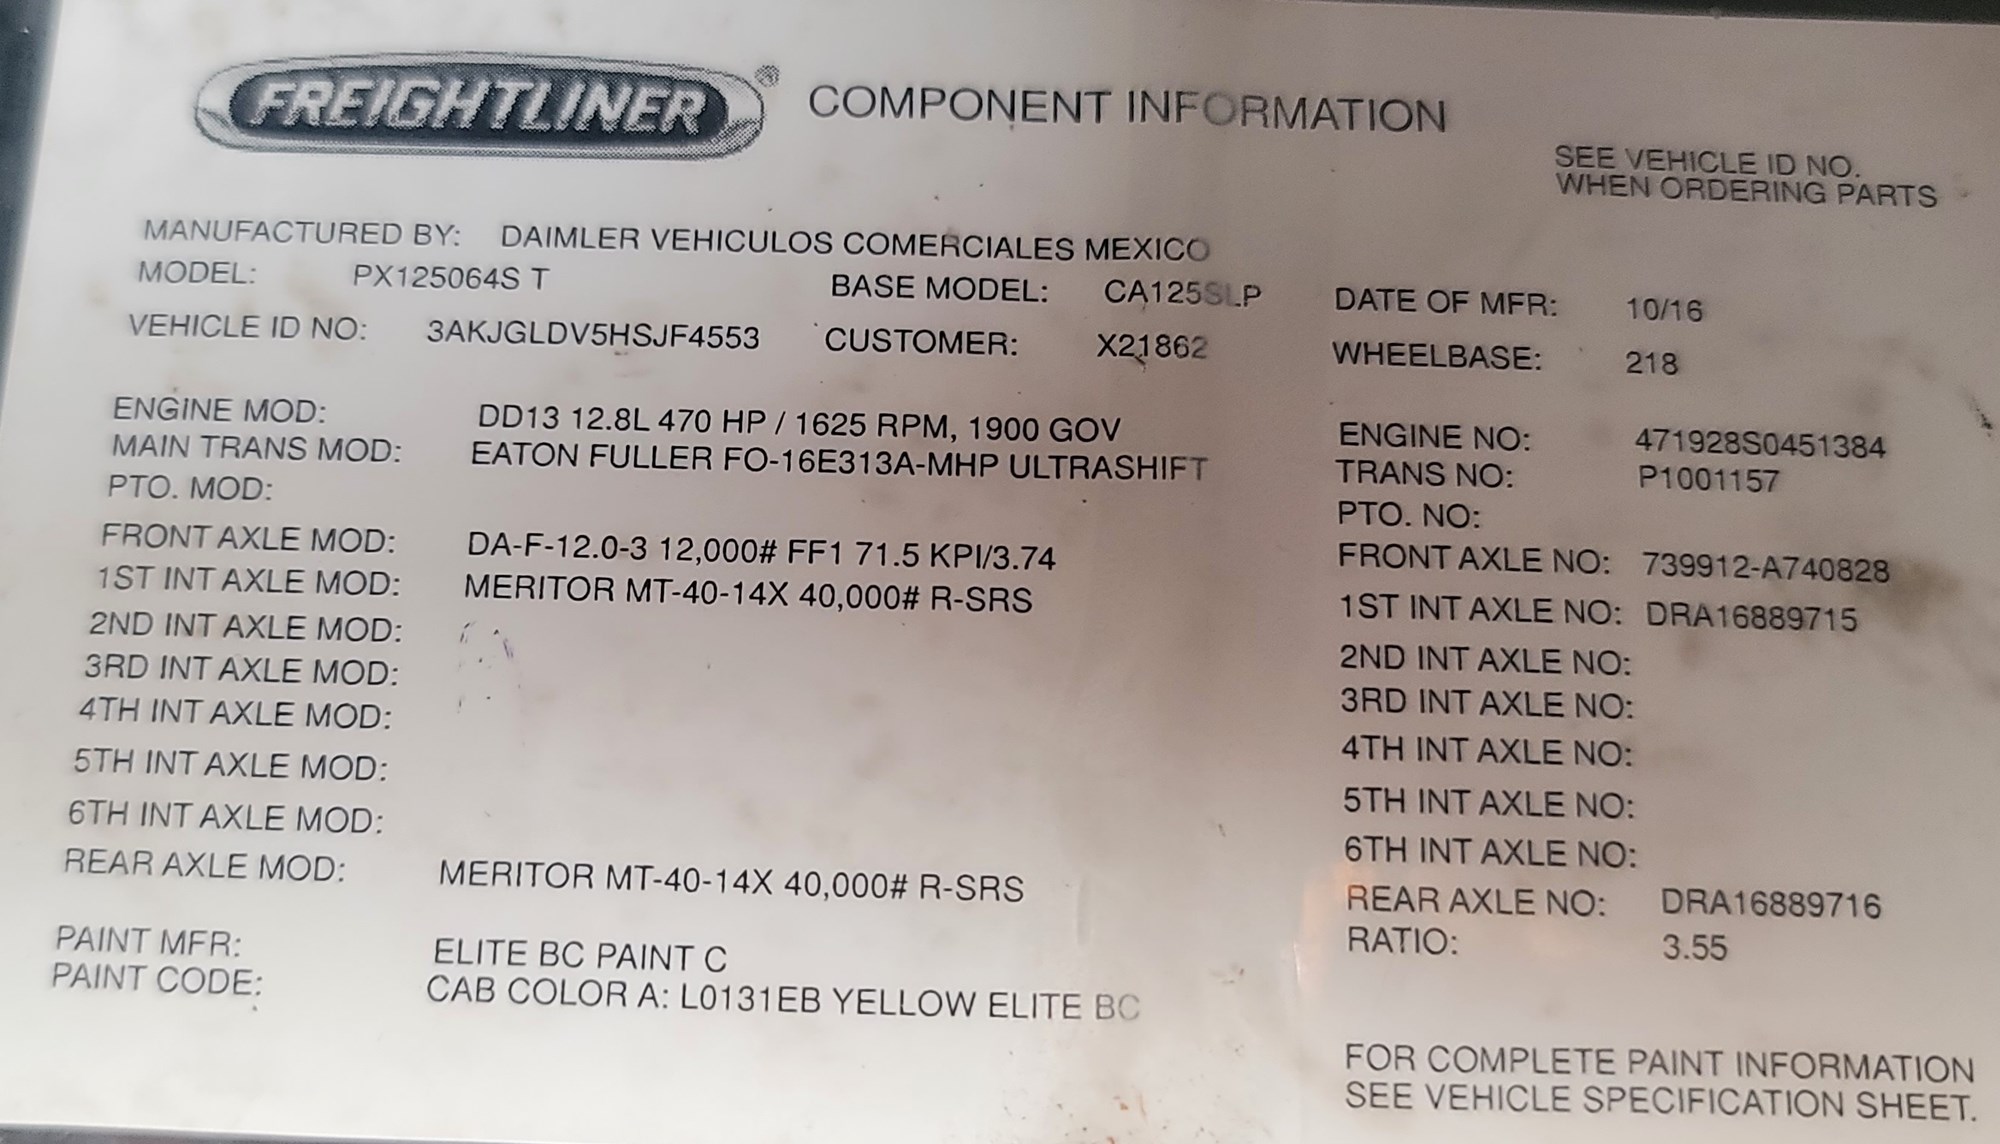 FREIGHTLINER® COMPONENT INFORMATION
SEE VEHICLE ID NO.
WHEN ORDERING PARTS
MANUFACTURED BY: DAIMLER VEHICULOS COMERCIALES MEXICO
MODEL: PX125064S T BASE MODEL: CA125SLP DATE OF MFR: 10/16
VEHICLE ID NO: 3AKJGLDV5HSJF4553 CUSTOMER: X21862 WHEELBASE: 218
ENGINE MOD: DD13 12.8L 470 HP / 1625 RPM, 1900 GOV ENGINE NO: 471928S0451384
MAIN TRANS MOD: EATON FULLER FO-16E313A-MHP ULTRASHIFT TRANS NO: P1001157
PTO. MOD: PTO. NO:
FRONT AXLE MOD: DA-F-12.0-3 12,000# FF1 71.5 KPI/3.74 FRONT AXLE NO: 739912-A740828
1ST INT AXLE MOD: MERITOR MT-40-14X 40,000# R-SRS 1ST INT AXLE NO: DRA16889715
2ND INT AXLE MOD: 2ND INT AXLE NO:
3RD INT AXLE MOD: 3RD INT AXLE NO:
4TH INT AXLE MOD: 4TH INT AXLE NO:
5TH INT AXLE MOD: 5TH INT AXLE NO:
6TH INT AXLE MOD: 6TH INT AXLE NO:
REAR AXLE MOD: MERITOR MT-40-14X 40,000# R-SRS REAR AXLE NO: DRA16889716
RATIO: 3.55
PAINT MFR: ELITE BC PAINT C
PAINT CODE: CAB COLOR A: L0131EB YELLOW ELITE BC
FOR COMPLETE PAINT INFORMATION
SEE VEHICLE SPECIFICATION SHEET.